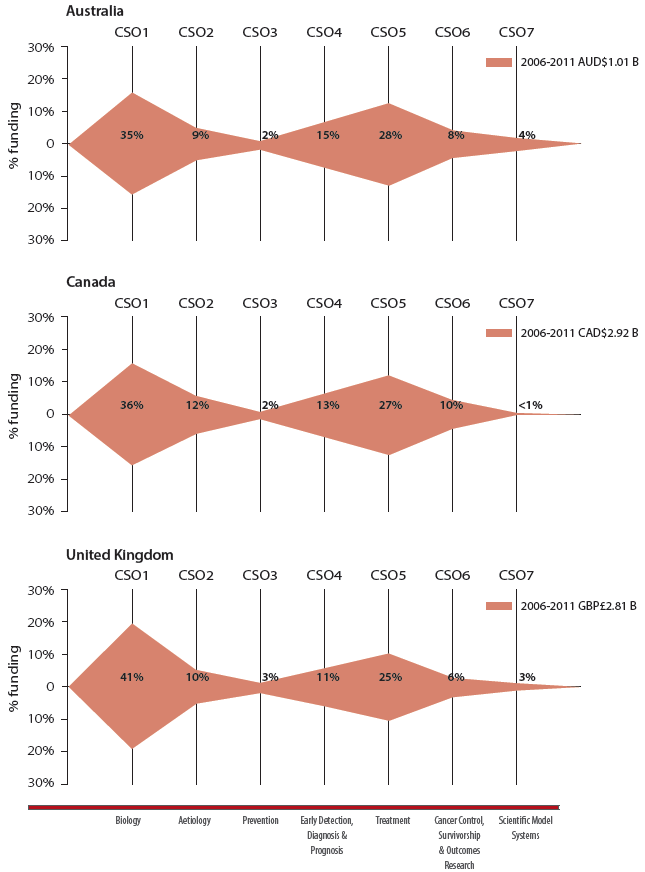 Australia
CSO1 CSO2 CSO3 CSO4 CSO5 CSO6 CSO7
30%
20%
10%
0
10%
20%
30%
% funding
2006-2011 AUD$1.01 B
35% 9% 2% 15% 28% 8% 4%
Canada
CSO1 CSO2 CSO3 CSO4 CSO5 CSO6 CSO7
30%
20%
10%
0
10%
20%
30%
% funding
2006-2011 CAD$2.92 B
36% 12% 2% 13% 27% 10% <1%
United Kingdom
CSO1 CSO2 CSO3 CSO4 CSO5 CSO6 CSO7
30%
20%
10%
0
10%
20%
30%
% funding
2006-2011 GBP£2.81 B
41% 10% 3% 11% 25% 6% 3%
Biology
Aetiology
Prevention
Early Detection,
Diagnosis &
Prognosis
Treatment
Cancer Control,
Survivorship
& Outcomes
Research
Scientific Model
Systems